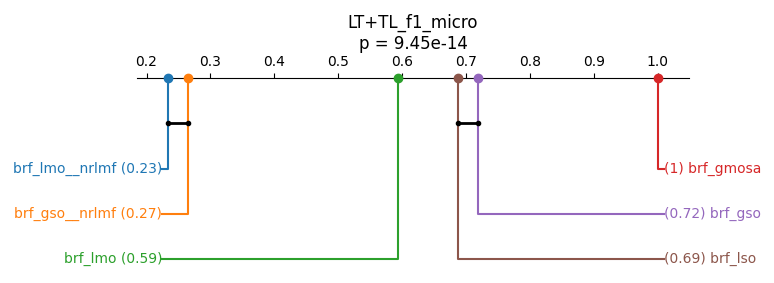 LT+TL_f1_micro
p = 9.45e-14
0.2 0.3 0.4 0.5 0.6 0.7 0.8 0.9 1.0
brf_lmo__nrlmf (0.23) (1) brf_gmosa
brf_gso__nrlmf (0.27) (0.72) brf_gso
brf_lmo (0.59) (0.69) brf_lso